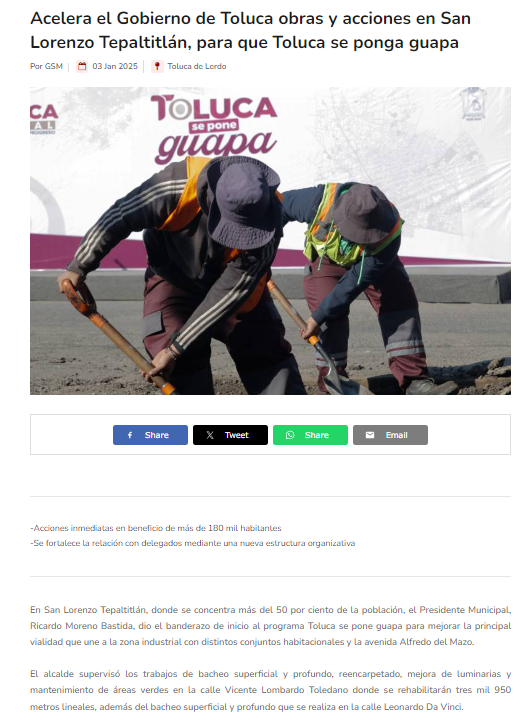 Acelera el Gobierno de Toluca obras y acciones en San
Lorenzo Tepaltitlán, para que Toluca se ponga guapa
Por GSM
03 Jan 2025
Toluca de Lerdo
CA
AL
TOLUCA
se pone
guapa
Share
Tweet
Share
Email
-Acciones inmediatas en beneficio de más de 180 mil habitantes
-Se fortalece la relación con delegados mediante una nueva estructura organizativa
En San Lorenzo Tepaltitlán, donde se concentra más del 50 por ciento de la población, el Presidente Municipal,
Ricardo Moreno Bastida, dio el banderazo de inicio al programa Toluca se pone guapa para mejorar la principal
vialidad que une a la zona industrial con distintos conjuntos habitacionales y la avenida Alfredo del Mazo.
El alcalde supervisó los trabajos de bacheo superficial y profundo, reencarpetado, mejora de luminarias y
mantenimiento de áreas verdes en la calle Vicente Lombardo Toledano donde se rehabilitarán tres mil 950
metros lineales, además del bacheo superficial y profundo que se realiza en la calle Leonardo Da Vinci.